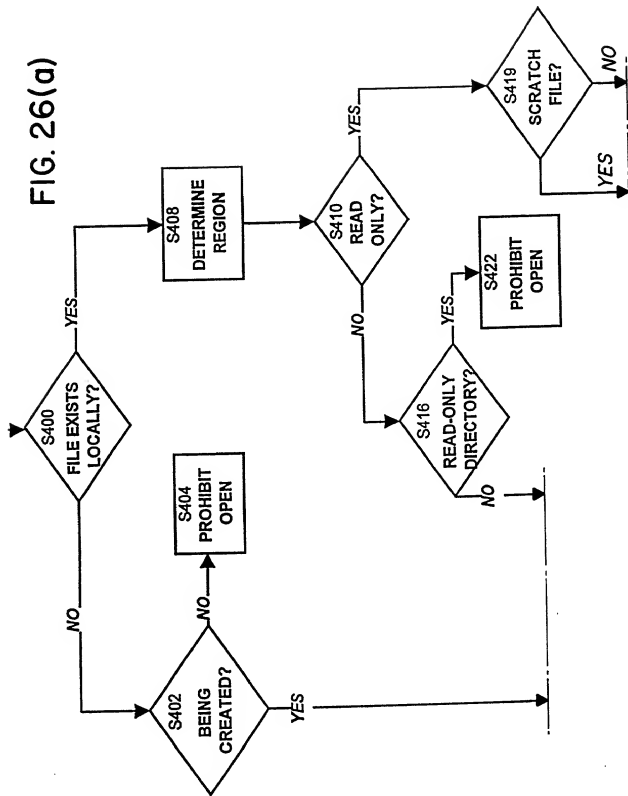 FIG. 26(a)
S400
FILE EXISTS
LOCALLY?
NO
YES
S402
BEING
CREATED?
NO
YES
S404
PROHIBIT
OPEN
S408
DETERMINE
REGION
S410
READ
ONLY?
NO
YES
S416
READ-ONLY
DIRECTORY?
NO
YES
S422
PROHIBIT
OPEN
S419
SCRATCH
FILE?
YES
NO